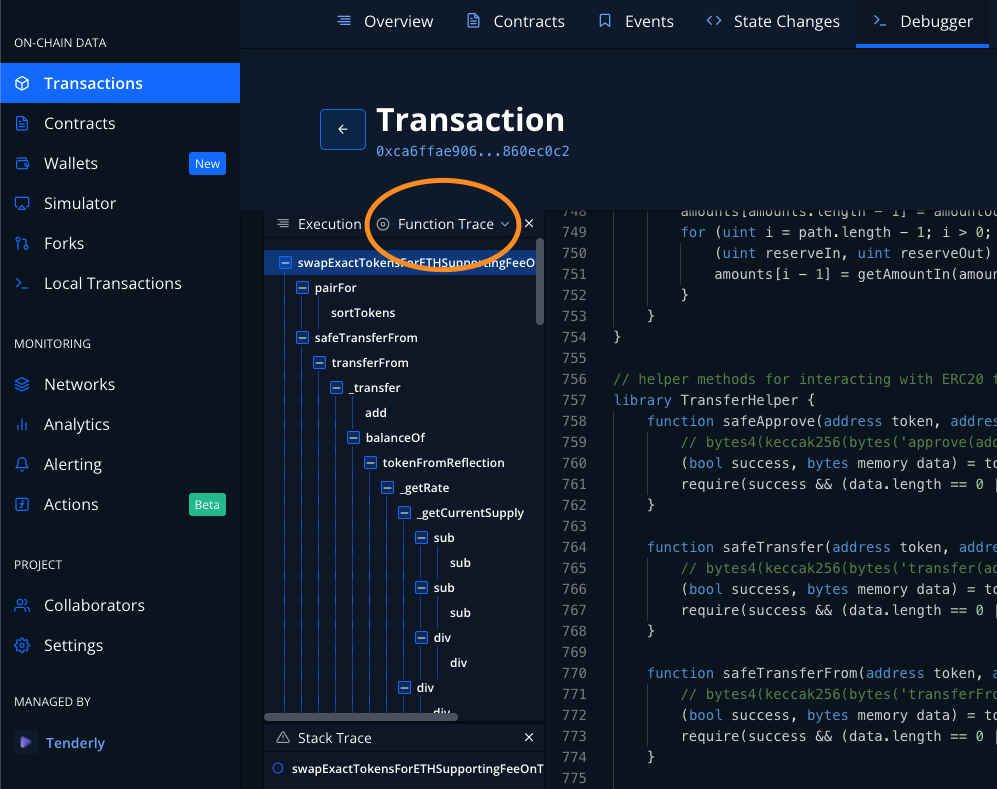 Overview
Contracts
Events
State Changes
Debugger
ON-CHAIN DATA
Transactions
Contracts
Wallets
New
Simulator
Forks
Local Transactions
MONITORING
Networks
Analytics
Alerting
Actions
Beta
PROJECT
Collaborators
Settings
MANAGED BY
Tenderly
Transaction
0xca6ffae906...860ec0c2
Execution
Function Trace
swapExactTokensForETHSupportingFeeO
pairFor
sortTokens
safeTransferFrom
transferFrom
_transfer
add
balanceOf
tokenFromReflection
_getRate
_getCurrentSupply
sub
sub
sub
sub
div
div
div
div
Stack Trace
swapExactTokensForETHSupportingFeeOnT
748 amounts[amounts.length - 1] = amountOu
749 for (uint i = path.length - 1; i > 0;
750 (uint reserveIn, uint reserveOut)
751 amounts[i - 1] = getAmountIn(amou
752 }
753 }
754 }
755
756 // helper methods for interacting with ERC20 t
757 library TransferHelper {
758 function safeApprove(address token, addres
759 // bytes4(keccak256(bytes('approve(add
760 (bool success, bytes memory data) = to
761 require(success && (data.length == 0 |
762 }
763
764 function safeTransfer(address token, addre
765 // bytes4(keccak256(bytes('transfer(ad
766 (bool success, bytes memory data) = to
767 require(success && (data.length == 0 |
768 }
769
770 function safeTransferFrom(address token, a
771 // bytes4(keccak256(bytes('transferFro
772 (bool success, bytes memory data) = to
773 require(success && (data.length == 0 |
774 }
775